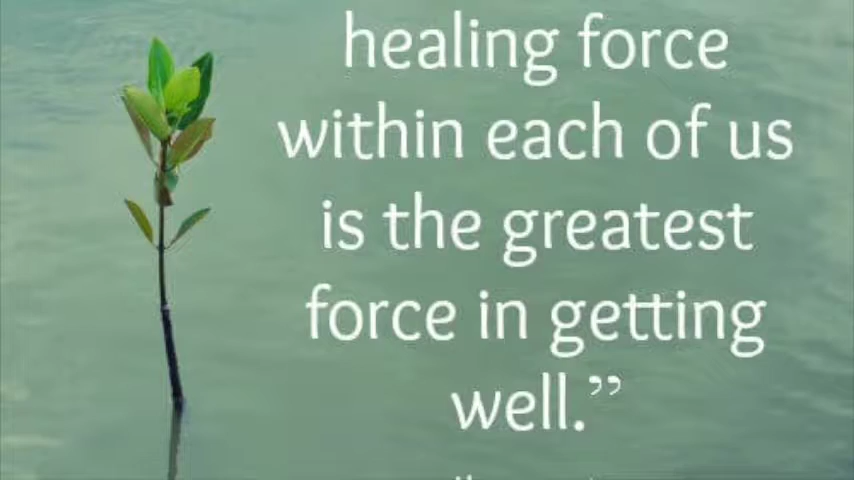 healing force
within each of us
is the greatest
force in getting
well.”